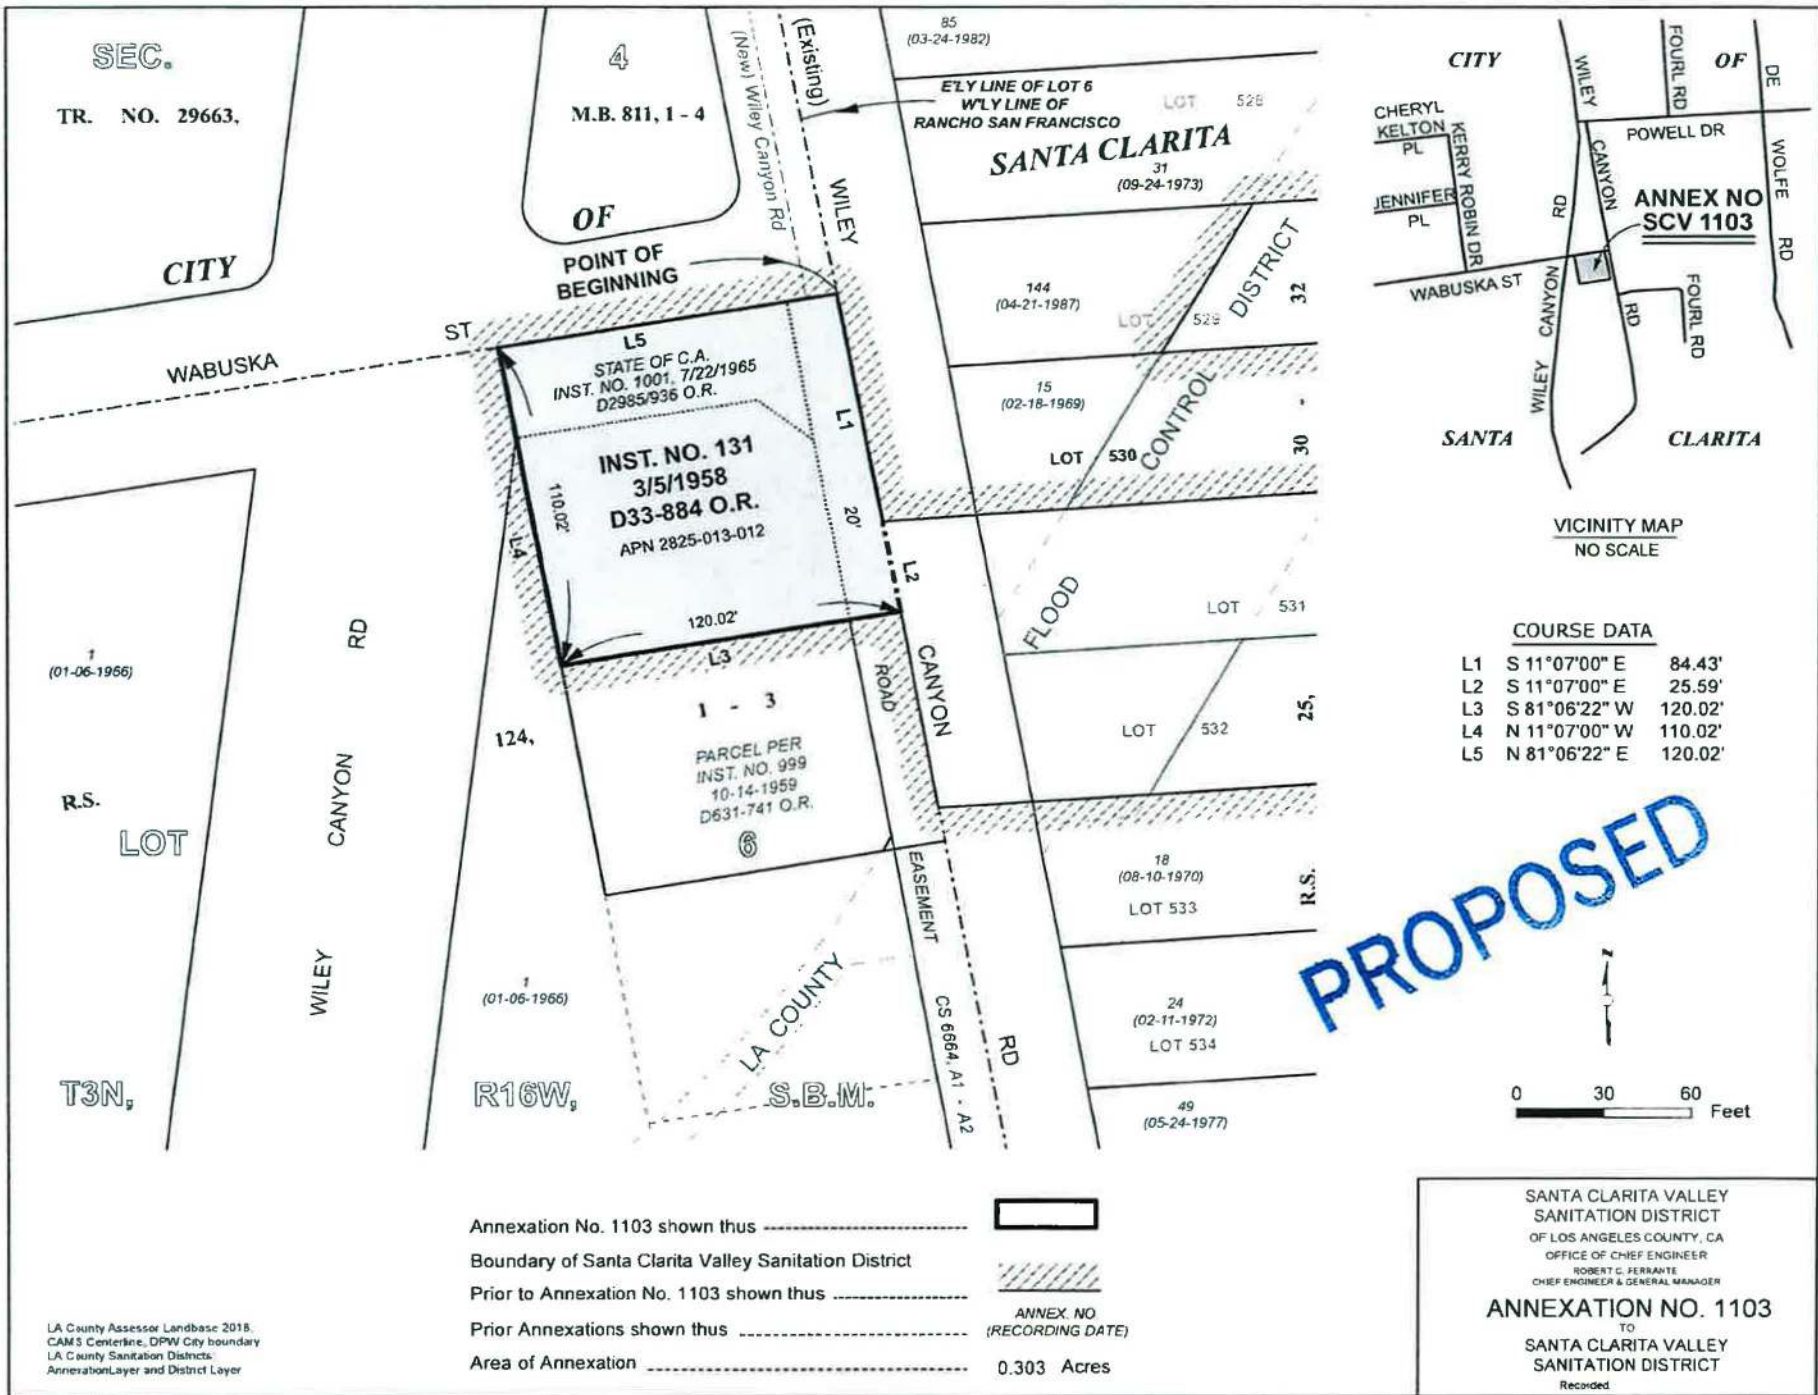 SEC.
TR. NO. 29663,
4
M.B. 811, 1 - 4
CITY
OF
POINT OF
BEGINNING
(New) Wiley Canyon Rd
(Existing)
WILEY
85
(03-24-1982)
E'LY LINE OF LOT 6
W'LY LINE OF
RANCHO SAN FRANCISCO
LOT 528
SANTA CLARITA
31
(09-24-1973)
144
(04-21-1987)
LOT 529
DISTRICT
32
WABUSKA
ST
L5
STATE OF C.A.
INST. NO. 1001, 7/22/1965
D2985/936 O.R.
L1
INST. NO. 131
3/5/1958
D33-884 O.R.
APN 2825-013-012
110.02'
L4
20'
L2
120.02'
L3
15
(02-18-1969)
LOT 530
CONTROL
30 -
FLOOD
LOT 531
1
(01-06-1966)
RD
CANYON
WILEY
124,
1 - 3
PARCEL PER
INST. NO. 999
10-14-1959
D631-741 O.R.
6
ROAD
CANYON
LOT 532
25,
R.S.
LOT
EASEMENT
18
(08-10-1970)
LOT 533
R.S.
1
(01-06-1966)
LA COUNTY
CS 6664, A1 - A2
RD
24
(02-11-1972)
LOT 534
T3N,
R16W,
S.B.M.
49
(05-24-1977)
CITY
OF
WILEY
FOURL RD
DE
CHERYL
KELTON
PL
KERRY ROBIN DR
POWELL DR
CANYON
WOLFE
JENNIFER
PL
RD
ANNEX NO
SCV 1103
RD
WABUSKA ST
WILEY CANYON
RD
FOURL RD
SANTA
CLARITA
VICINITY MAP
NO SCALE
COURSE DATA
L1 S 11°07'00" E 84.43'
L2 S 11°07'00" E 25.59'
L3 S 81°06'22" W 120.02'
L4 N 11°07'00" W 110.02'
L5 N 81°06'22" E 120.02'
PROPOSED
N
0 30 60
Feet
Annexation No. 1103 shown thus
Boundary of Santa Clarita Valley Sanitation District
Prior to Annexation No. 1103 shown thus
Prior Annexations shown thus
ANNEX. NO
(RECORDING DATE)
Area of Annexation 0.303 Acres
LA County Assessor Landbase 2018,
CAMS Centerline, DPW City boundary
LA County Sanitation Districts
AnnexationLayer and District Layer
SANTA CLARITA VALLEY
SANITATION DISTRICT
OF LOS ANGELES COUNTY, CA
OFFICE OF CHIEF ENGINEER
ROBERT C. FERRANTE
CHIEF ENGINEER & GENERAL MANAGER
ANNEXATION NO. 1103
TO
SANTA CLARITA VALLEY
SANITATION DISTRICT
Recorded